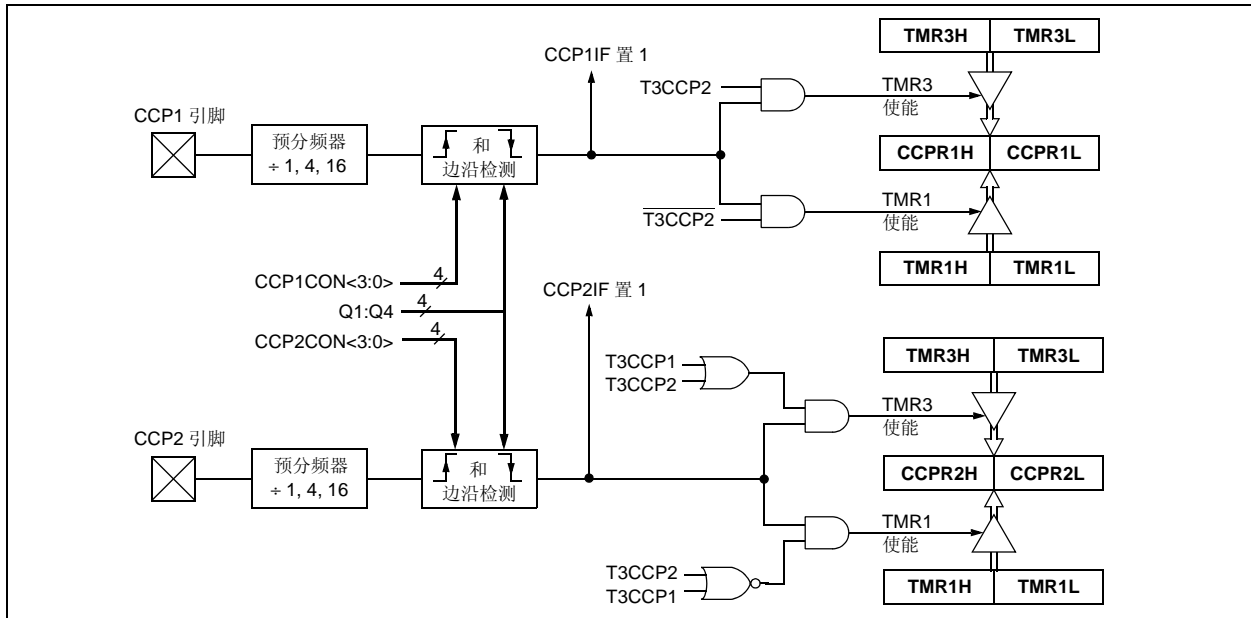 TMR3H TMR3L
CCP1IF 置 1
T3CCP2
TMR3
使能
CCP1 引脚
预分频器
÷ 1, 4, 16
和
边沿检测
CCPR1H CCPR1L
TMR1
使能
T3CCP2
TMR1H TMR1L
CCP1CON<3:0> 4
Q1:Q4 4
CCP2CON<3:0> 4
CCP2IF 置 1
TMR3H TMR3L
T3CCP1
T3CCP2
TMR3
使能
CCP2 引脚
预分频器
÷ 1, 4, 16
和
边沿检测
CCPR2H CCPR2L
TMR1
使能
T3CCP2
T3CCP1
TMR1H TMR1L